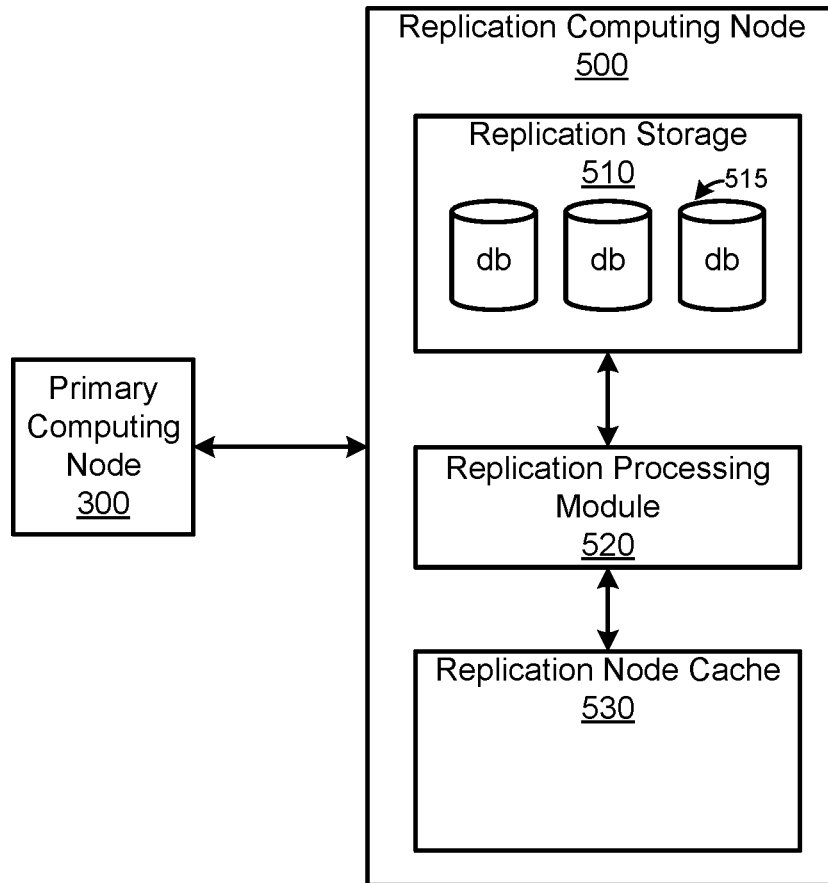 Replication Computing Node
500
Replication Storage
510
515
db
db
db
Primary
Computing
Node
300
Replication Processing
Module
520
Replication Node Cache
530